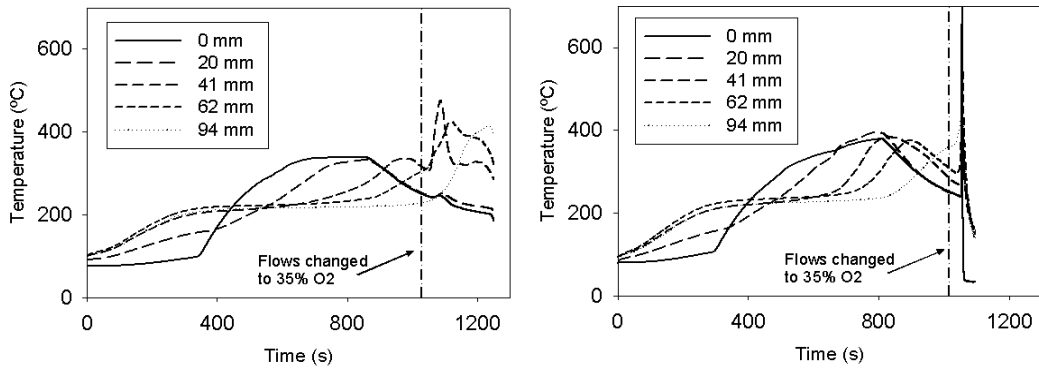 600
400
200
0
Temperature (ºC)
0 mm
20 mm
41 mm
62 mm
94 mm
Flows changed
to 35% O2
0
400
800
1200
Time (s)
600
400
200
0
Temperature (ºC)
0 mm
20 mm
41 mm
62 mm
94 mm
Flows changed
to 35% O2
0
400
800
1200
Time (s)